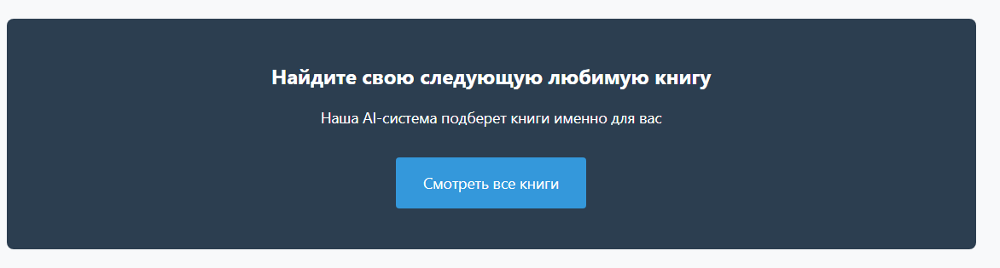 Найдите свою следующую любимую книгу
Наша AI-система подберет книги именно для вас
Смотреть все книги